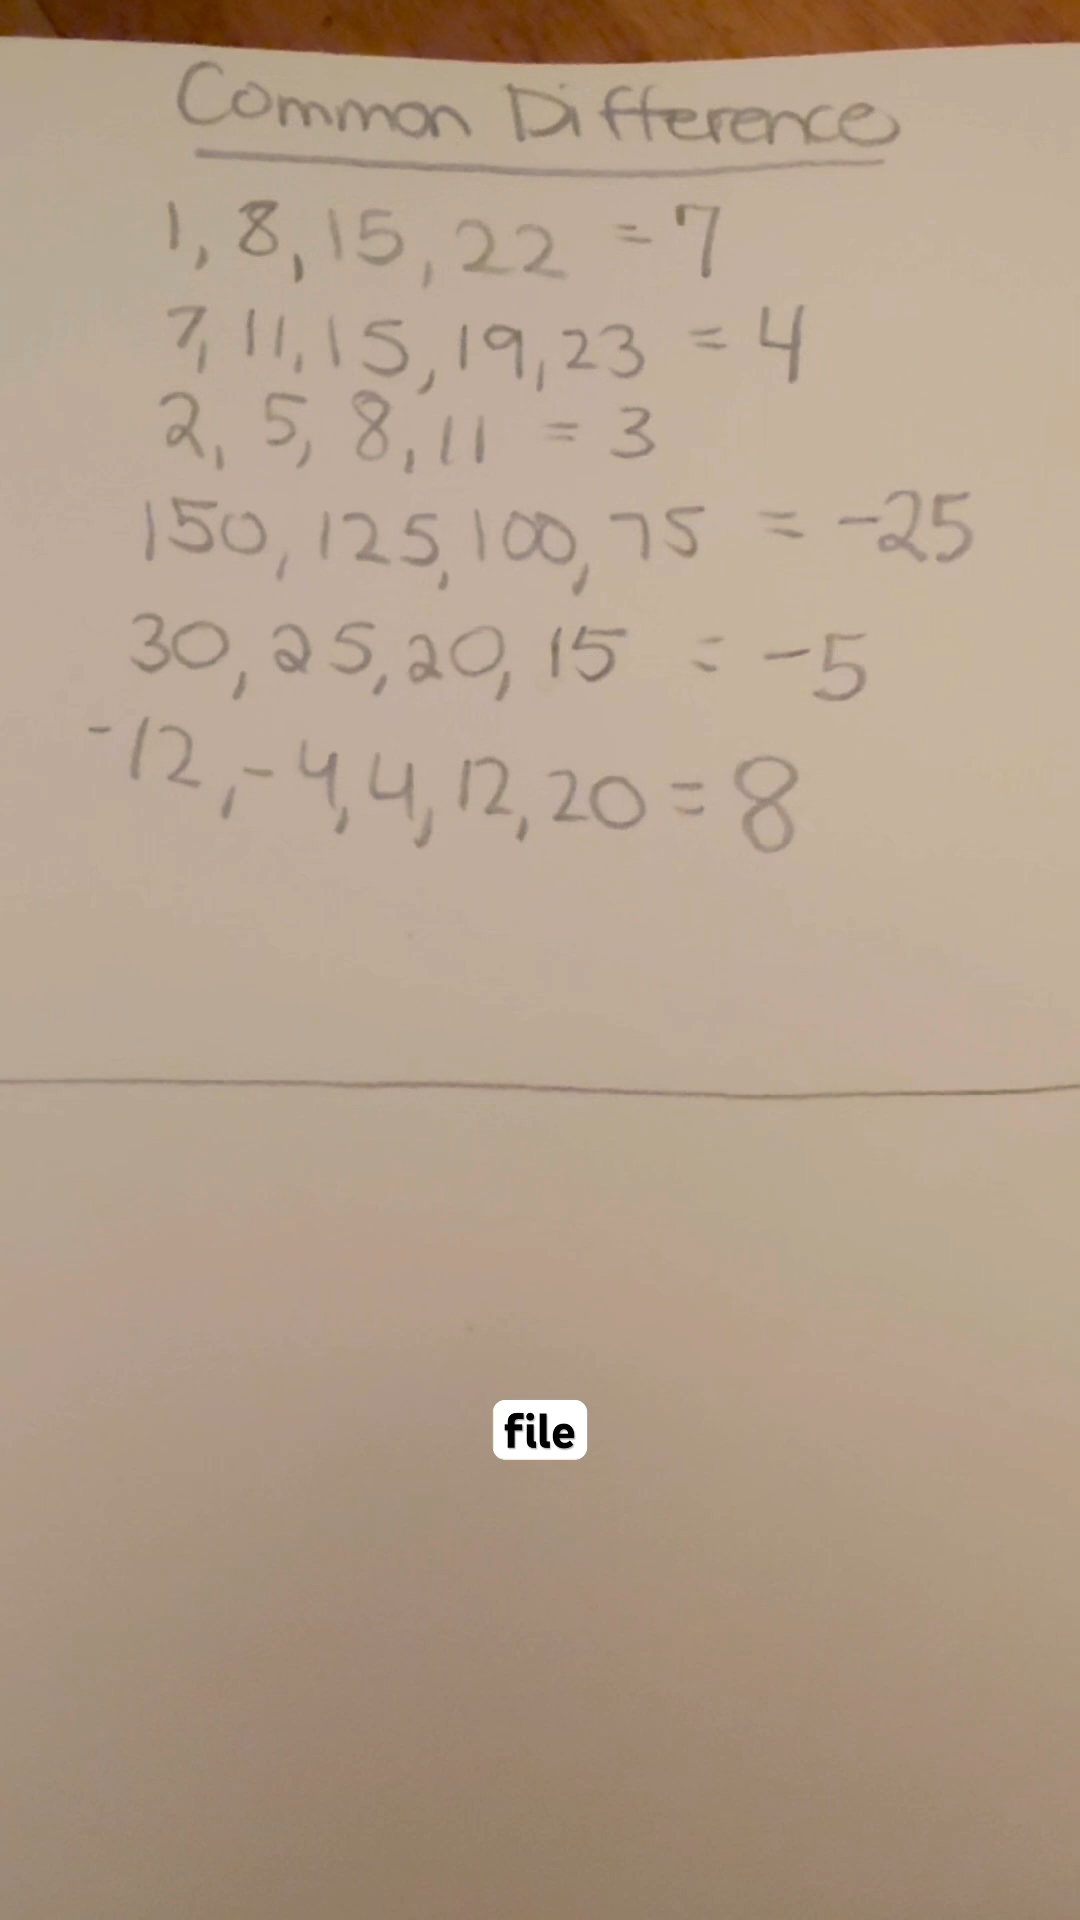 Common Difference
1, 8, 15, 22 = 7
7, 11, 15, 19, 23 = 4
2, 5, 8, 11 = 3
150, 125, 100, 75 = -25
30, 25, 20, 15 = -5
-12, -4, 4, 12, 20 = 8
file